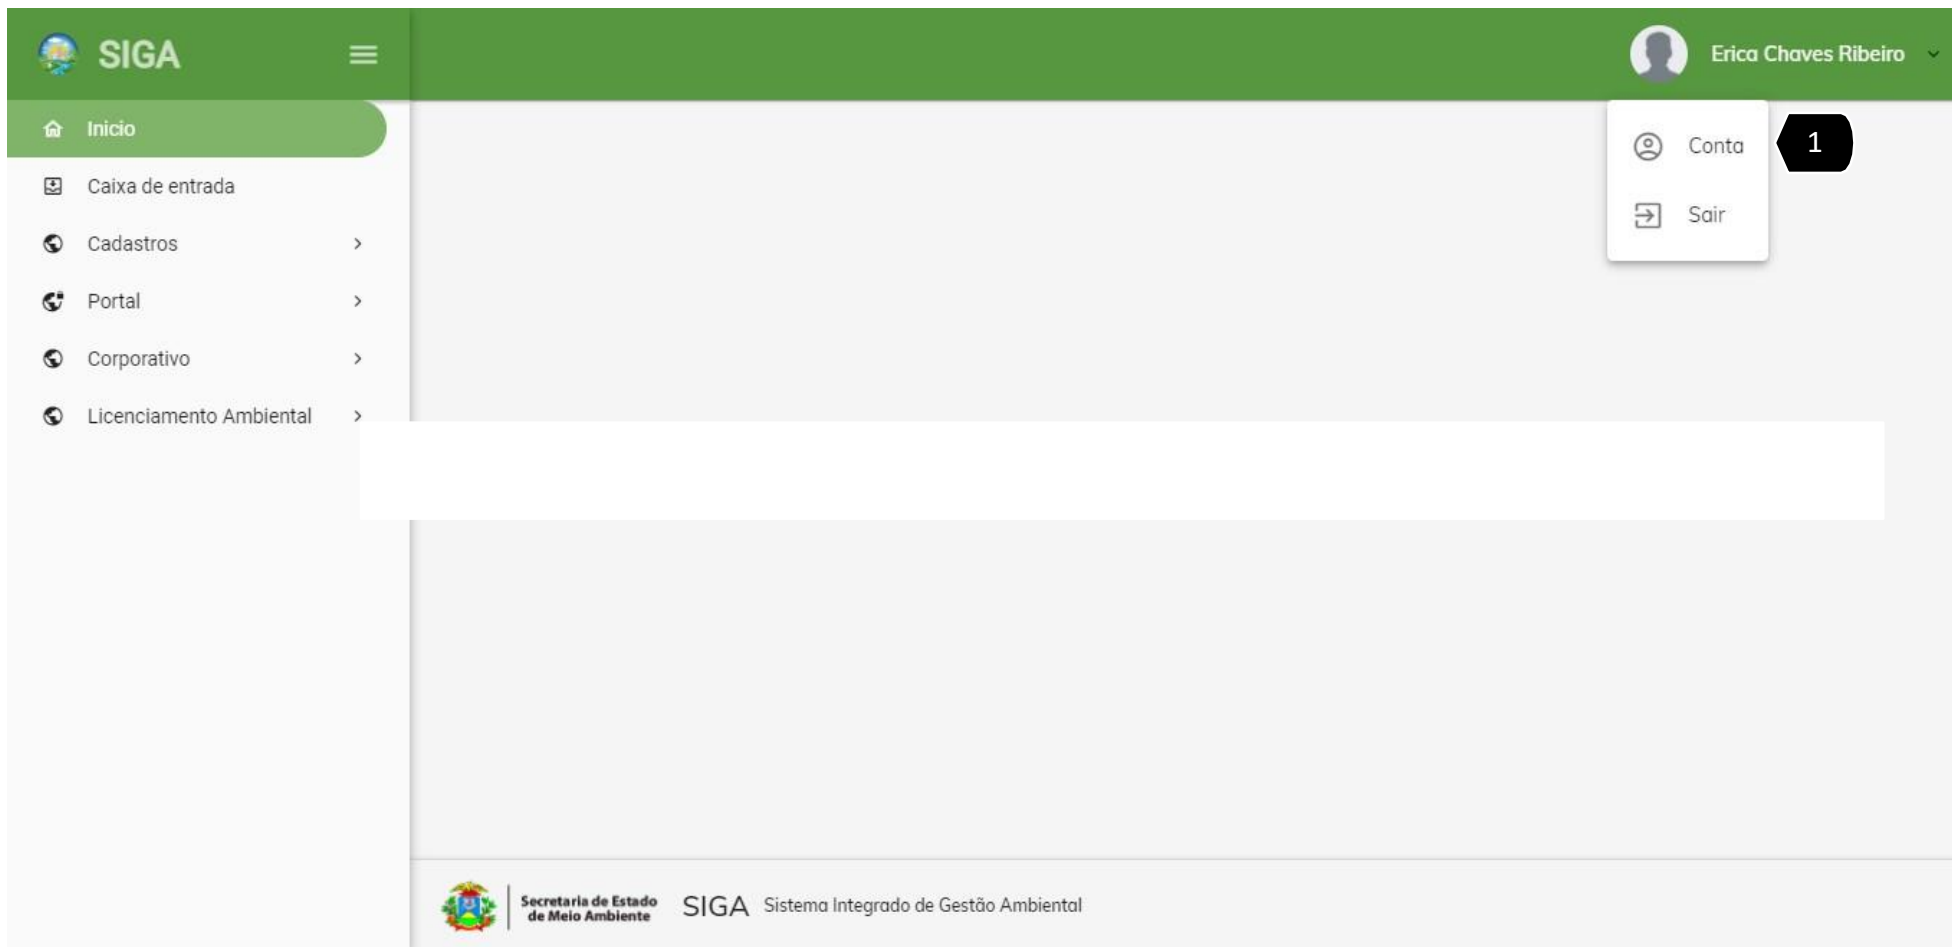 SIGA
Erica Chaves Ribeiro
Inicio
Conta
1
Caixa de entrada
Sair
Cadastros
Portal
Corporativo
Licenciamento Ambiental
Secretaria de Estado
de Meio Ambiente
SIGA Sistema Integrado de Gestão Ambiental